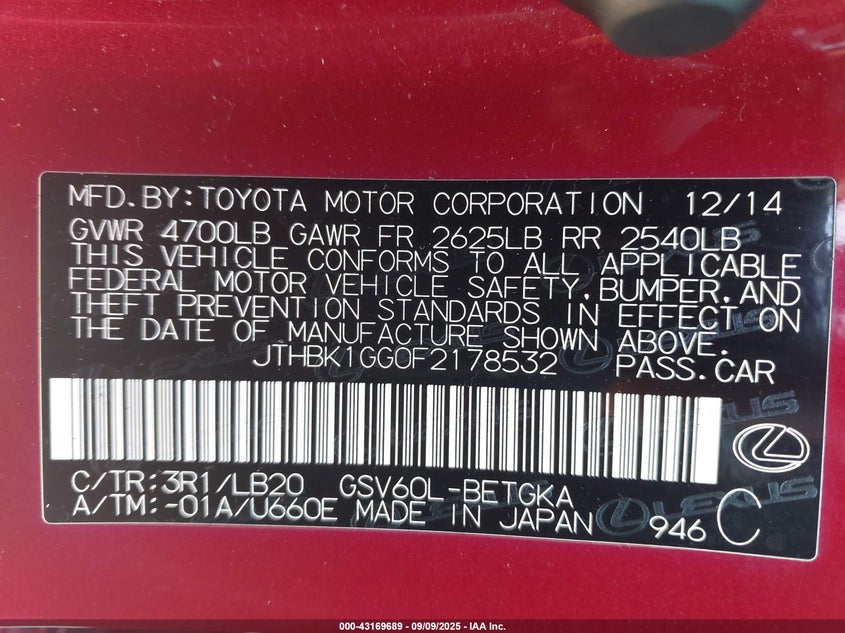 MFD.BY:TOYOTA MOTOR CORPORATION 12/14
GVWR 4700LB GAWR FR 2625LB RR 2540LB
THIS VEHICLE CONFORMS TO ALL APPLICABLE
FEDERAL MOTOR VEHICLE SAFETY,BUMPER,AND
THEFT PREVENTION STANDARDS IN EFFECT ON
THE DATE OF MANUFACTURE SHOWN ABOVE.
JTHBK1GG0F2178532 PASS.CAR
C/TR:3R1/LB20 GSV60L-BETGKA
A/TM:-01A/U660E MADE IN JAPAN 946 C
LEXUS
000-43169689 - 09/09/2025 - IAA Inc.